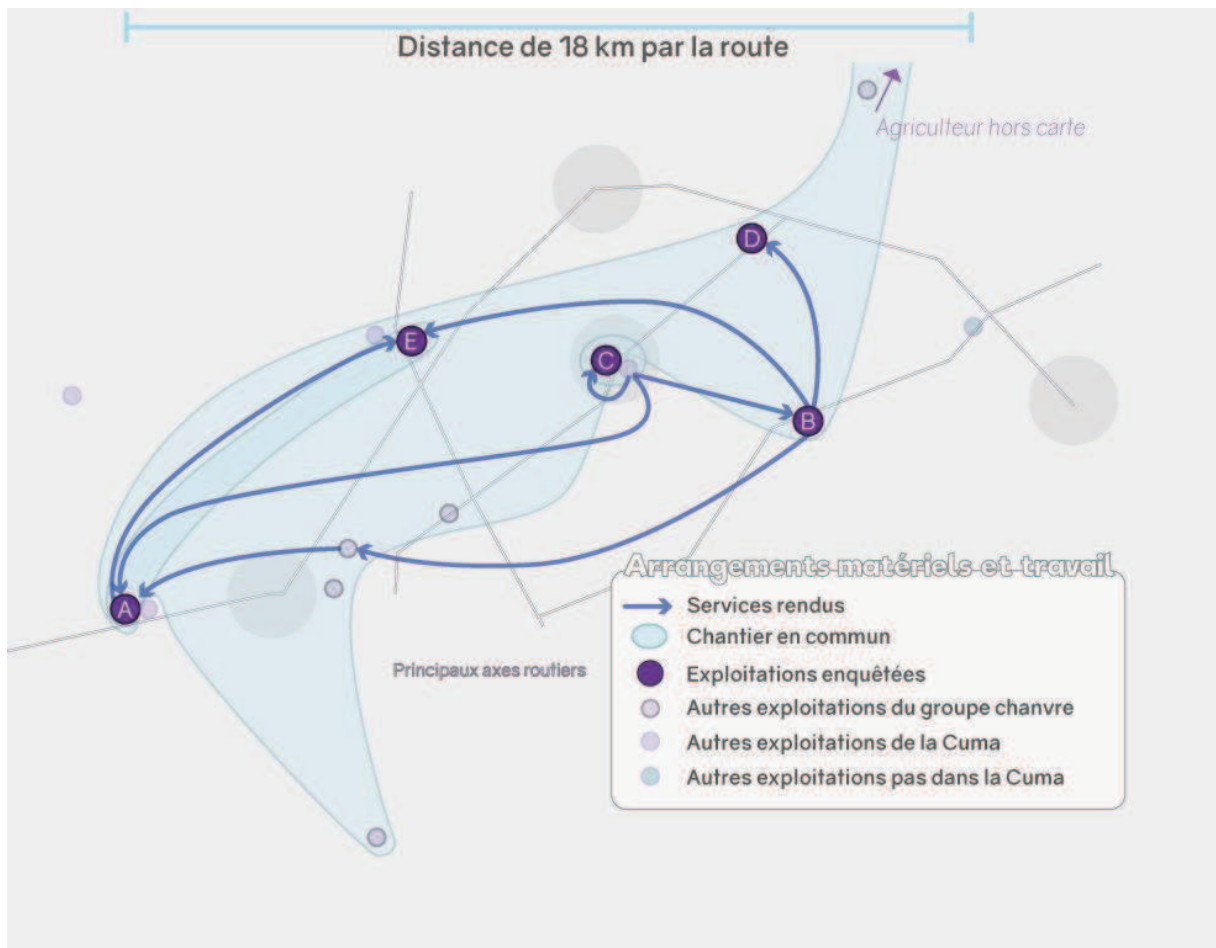 Distance de 18 km par la route
Agriculteur hors carte
D
E
C
B
A
Principaux axes routiers
Arrangements matériels et travail
Services rendus
Chantier en commun
Exploitations enquêtées
Autres exploitations du groupe chanvre
Autres exploitations de la Cuma
Autres exploitations pas dans la Cuma